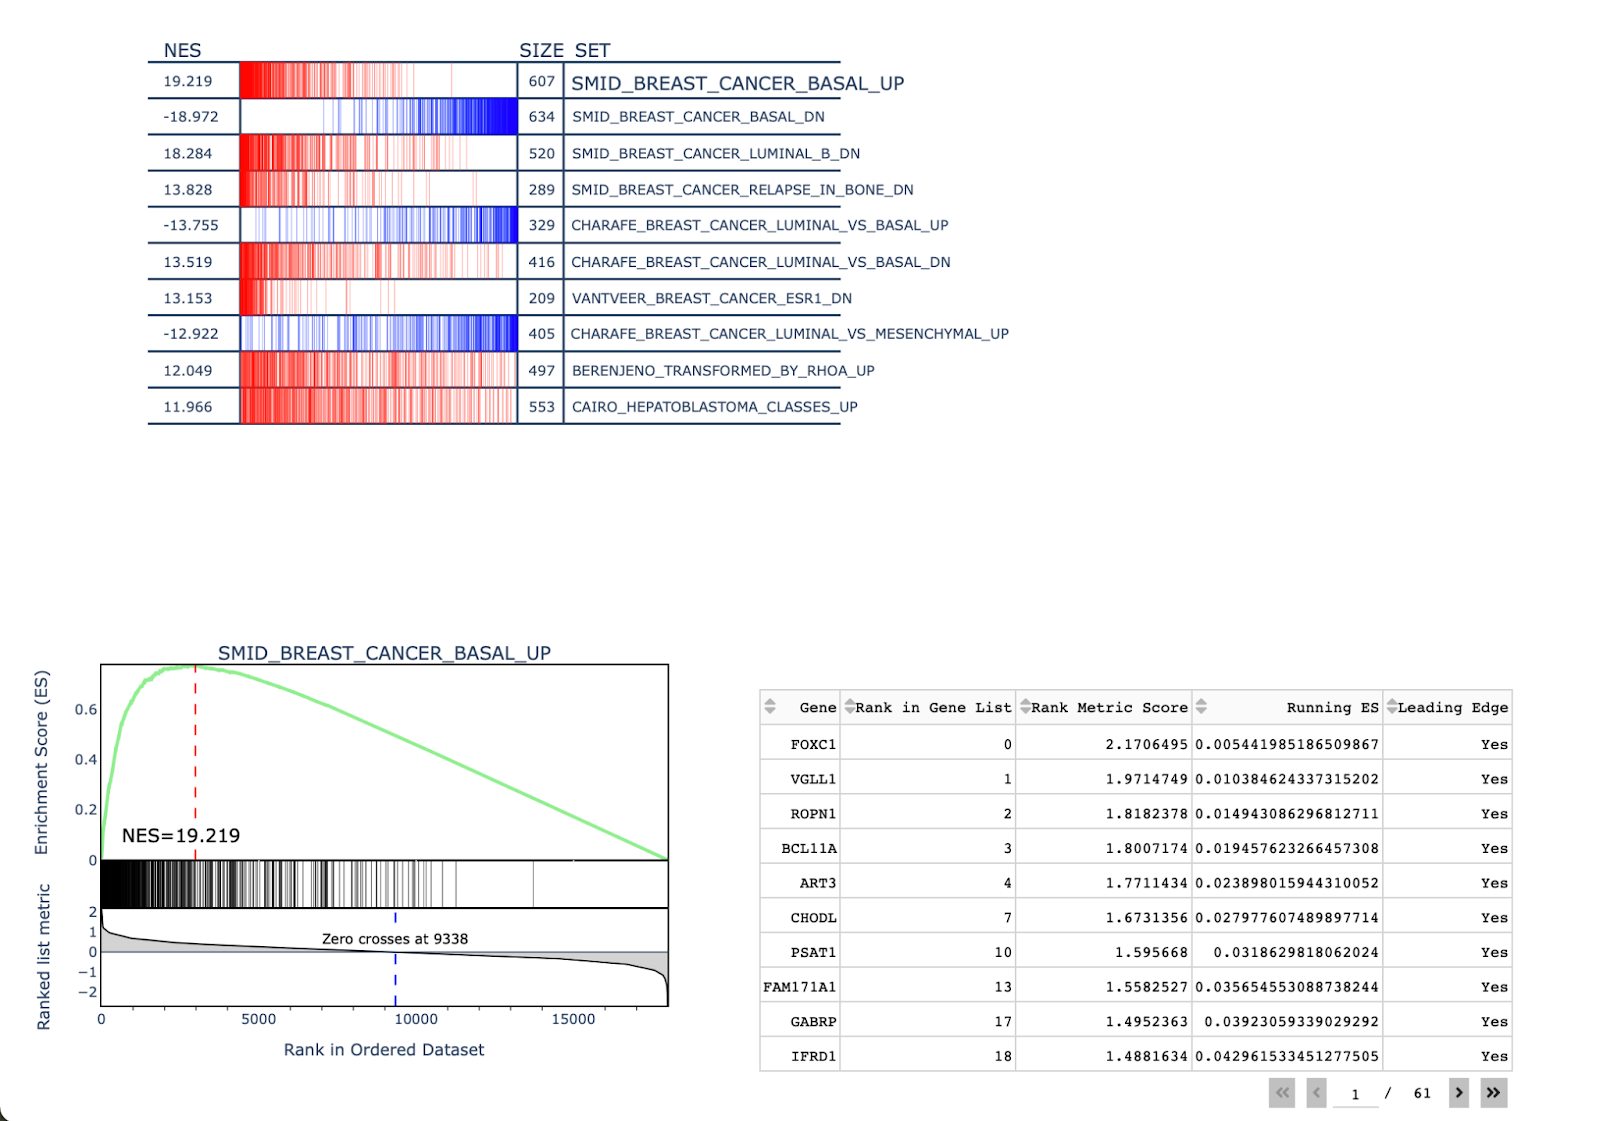 NES SIZE SET
19.219 607 SMID_BREAST_CANCER_BASAL_UP
-18.972 634 SMID_BREAST_CANCER_BASAL_DN
18.284 520 SMID_BREAST_CANCER_LUMINAL_B_DN
13.828 289 SMID_BREAST_CANCER_RELAPSE_IN_BONE_DN
-13.755 329 CHARAFE_BREAST_CANCER_LUMINAL_VS_BASAL_UP
13.519 416 CHARAFE_BREAST_CANCER_LUMINAL_VS_BASAL_DN
13.153 209 VANTVEER_BREAST_CANCER_ESR1_DN
-12.922 405 CHARAFE_BREAST_CANCER_LUMINAL_VS_MESENCHYMAL_UP
12.049 497 BERENJENO_TRANSFORMED_BY_RHOA_UP
11.966 553 CAIRO_HEPATOBLASTOMA_CLASSES_UP
SMID_BREAST_CANCER_BASAL_UP
Enrichment Score (ES)
0.6
0.4
0.2
0
NES=19.219
Ranked list metric
2
1
0
−1
−2
Zero crosses at 9338
0 5000 10000 15000
Rank in Ordered Dataset
Gene Rank in Gene List Rank Metric Score Running ES Leading Edge
FOXC1 0 2.1706495 0.005441985186509867 Yes
VGLL1 1 1.9714749 0.010384624337315202 Yes
ROPN1 2 1.8182378 0.014943086296812711 Yes
BCL11A 3 1.8007174 0.019457623266457308 Yes
ART3 4 1.7711434 0.023898015944310052 Yes
CHODL 7 1.6731356 0.027977607489897714 Yes
PSAT1 10 1.595668 0.0318629818062024 Yes
FAM171A1 13 1.5582527 0.035654553088738244 Yes
GABRP 17 1.4952363 0.03923059339029292 Yes
IFRD1 18 1.4881634 0.042961533451277505 Yes
1 / 61